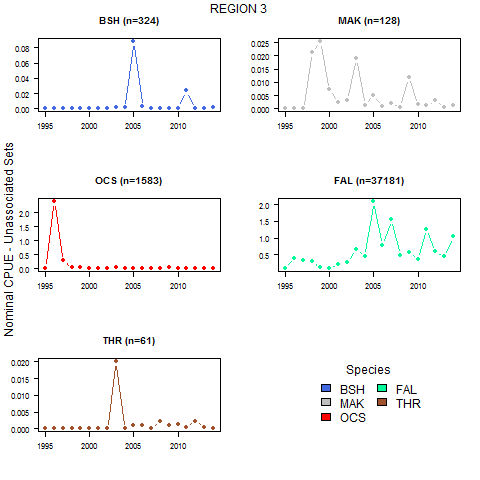 REGION 3
Nominal CPUE - Unassociated Sets
BSH (n=324)
0.08
0.06
0.04
0.02
0.00
1995 2000 2005 2010
MAK (n=128)
0.025
0.020
0.015
0.010
0.005
0.000
1995 2000 2005 2010
OCS (n=1583)
2.0
1.5
1.0
0.5
0.0
1995 2000 2005 2010
FAL (n=37181)
2.0
1.5
1.0
0.5
1995 2000 2005 2010
THR (n=61)
0.020
0.015
0.010
0.005
0.000
1995 2000 2005 2010
Species
BSH FAL
MAK THR
OCS